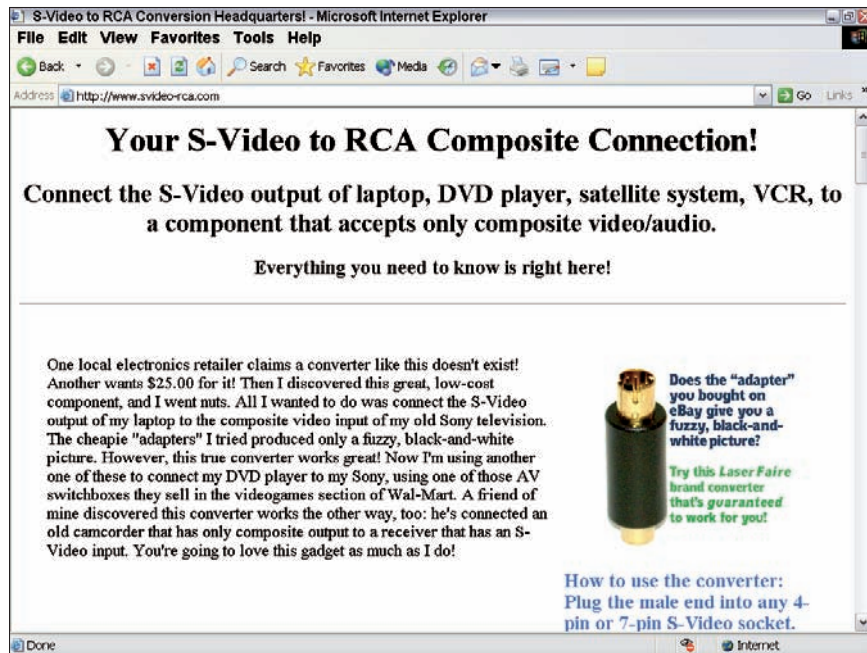 S-Video to RCA Conversion Headquarters! - Microsoft Internet Explorer
File Edit View Favorites Tools Help
Back Search Favorites Media
Address http://www.svideo-rca.com Go Links »
Your S-Video to RCA Composite Connection!
Connect the S-Video output of laptop, DVD player, satellite system, VCR, to
a component that accepts only composite video/audio.
Everything you need to know is right here!
One local electronics retailer claims a converter like this doesn't exist!
Another wants $25.00 for it! Then I discovered this great, low-cost
component, and I went nuts. All I wanted to do was connect the S-Video
output of my laptop to the composite video input of my old Sony television.
The cheapie "adapters" I tried produced only a fuzzy, black-and-white
picture. However, this true converter works great! Now I'm using another
one of these to connect my DVD player to my Sony, using one of those AV
switchboxes they sell in the videogames section of Wal-Mart. A friend of
mine discovered this converter works the other way, too: he's connected an
old camcorder that has only composite output to a receiver that has an S-
Video input. You're going to love this gadget as much as I do!
Does the "adapter"
you bought on
eBay give you a
fuzzy, black-and-
white picture?
Try this LaserFaire
brand converter
that's guaranteed
to work for you!
How to use the converter:
Plug the male end into any 4-
pin or 7-pin S-Video socket.
Done Internet